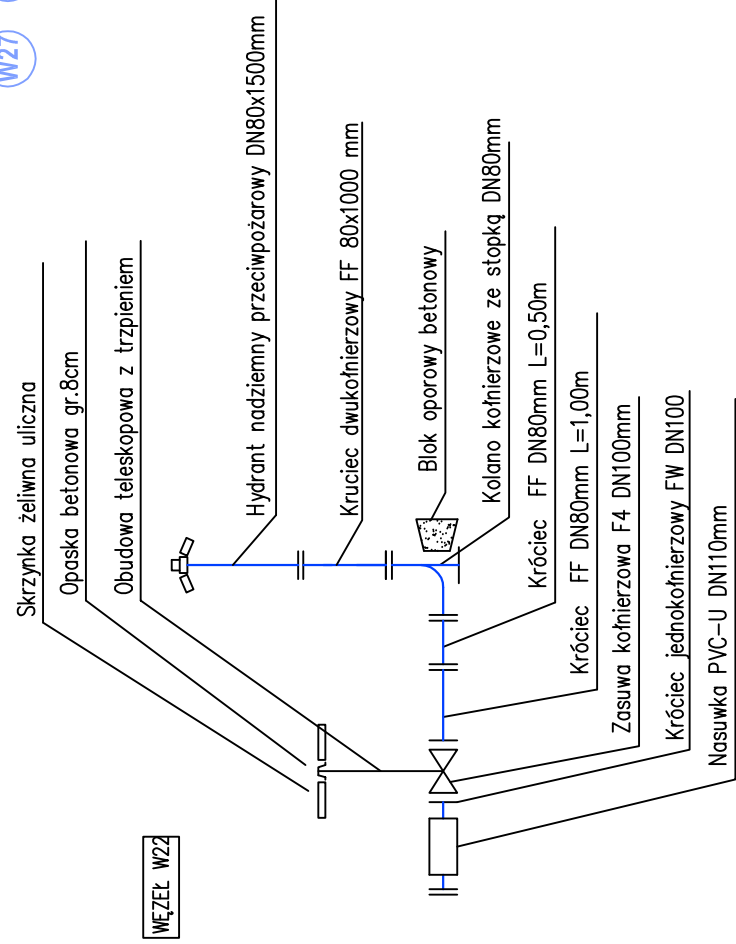 W27
Skrzynka żeliwna uliczna
Opaska betonowa gr.8cm
Obudowa teleskopowa z trzpieniem
WĘZEŁ W22
Hydrant nadziemny przeciwpożarowy DN80x1500mm
Kruciec dwukołnierzowy FF 80x1000 mm
Blok oporowy betonowy
Kolano kołnierzowe ze stopką DN80mm
Króciec FF DN80mm L=0,50m
Króciec FF DN80mm L=1,00m
Zasuwa kołnierzowa F4 DN100mm
Króciec jednokołnierzowy FW DN100
Nasuwka PVC-U DN110mm